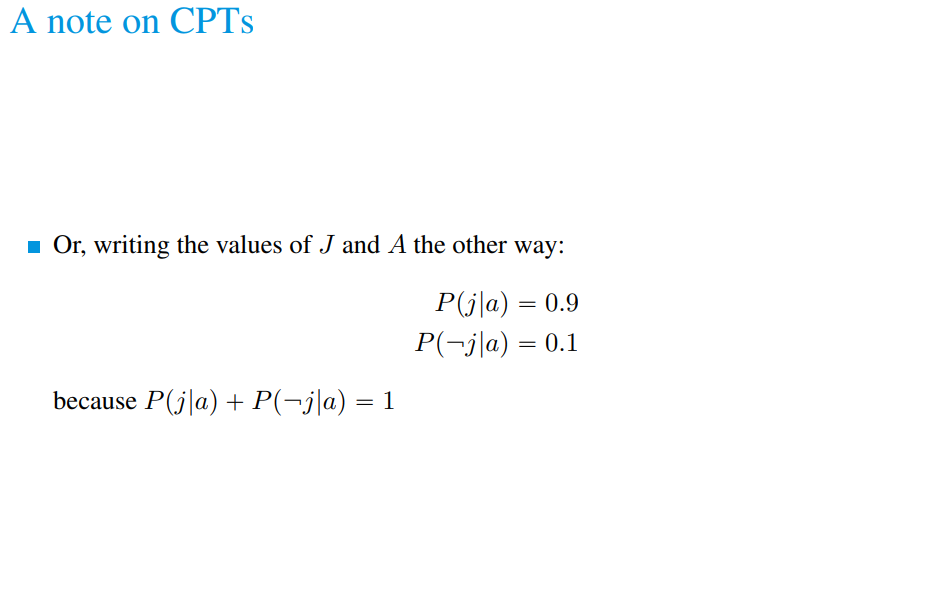 A note on CPTs
Or, writing the values of J and A the other way:
P(j|a) = 0.9
P(¬j|a) = 0.1
because P(j|a) + P(¬j|a) = 1